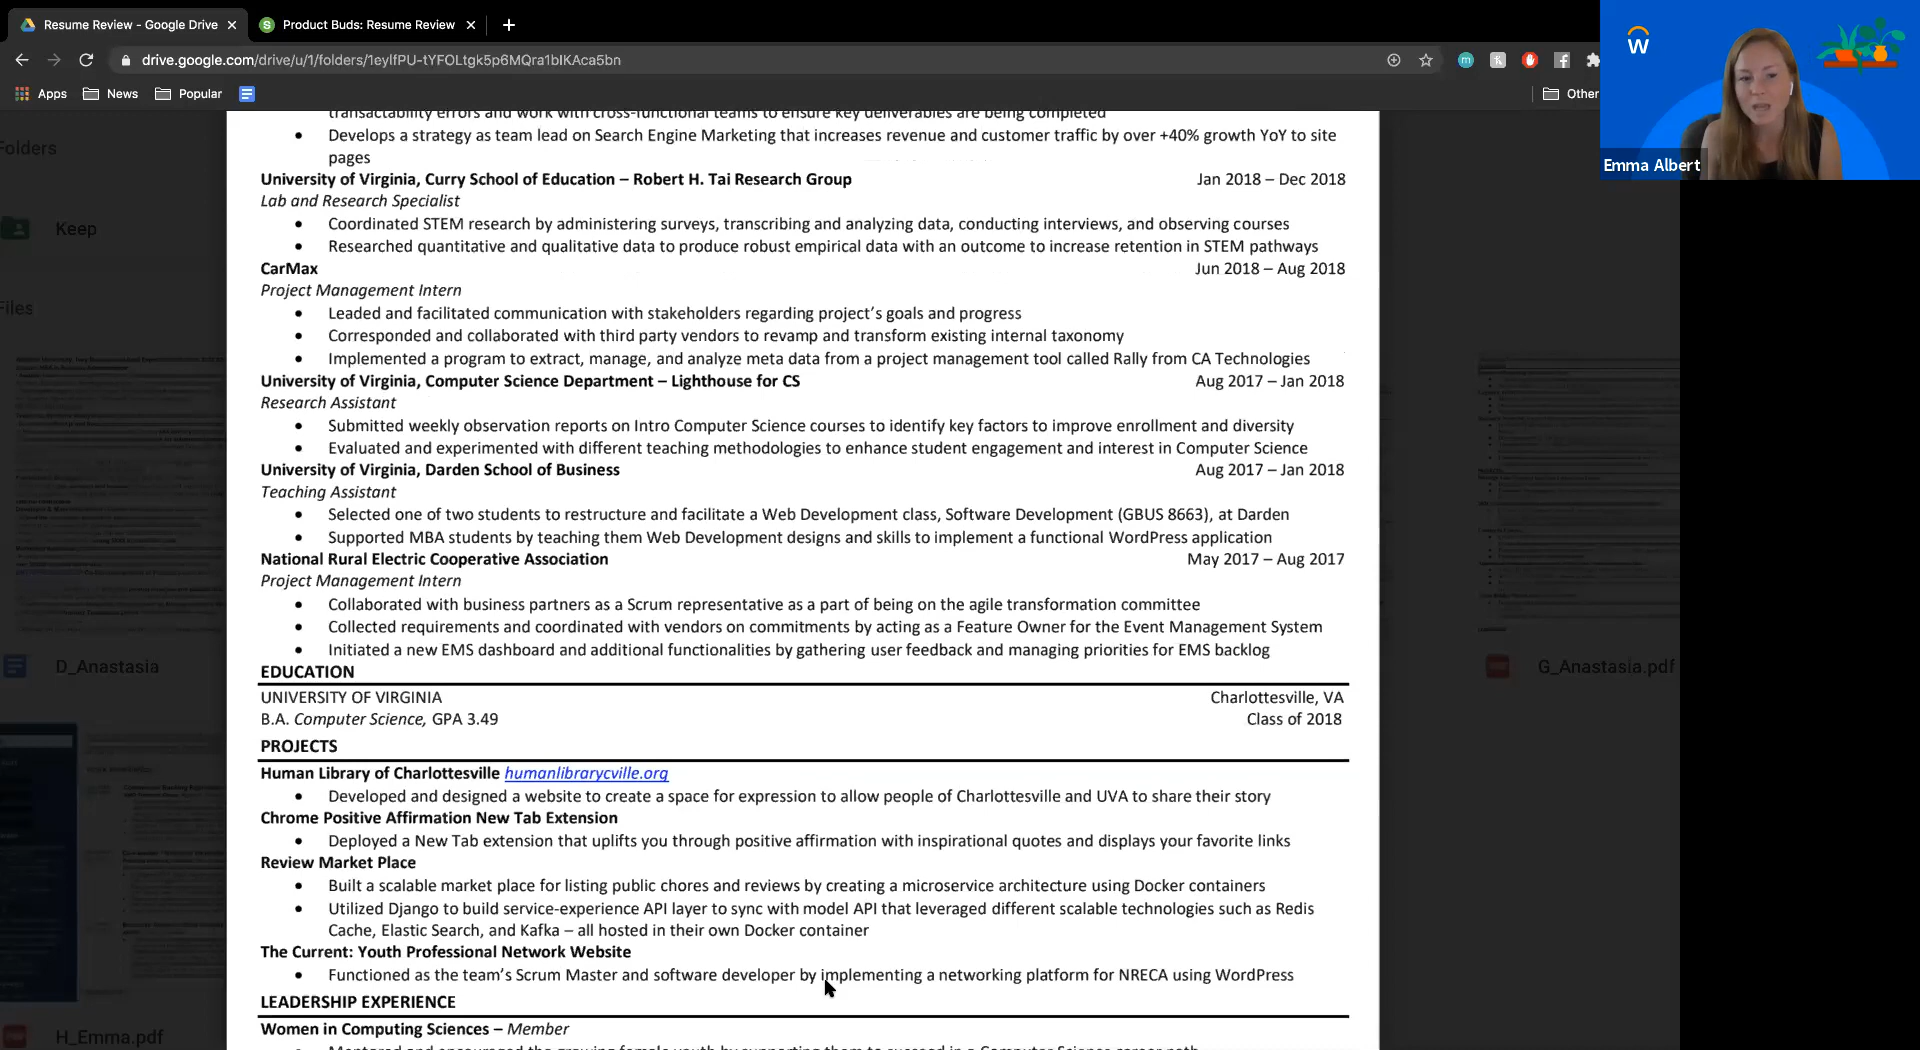 Resume Review - Google Drive
Product Buds: Resume Review
drive.google.com/drive/u/1/folders/1eylfPU-tYFOLtgk5p6MQra1bIKAca5bn
Apps
News
Popular
Other
w
Emma Albert
Folders
Keep
Files
D_Anastasia
G_Anastasia.pdf
H_Emma.pdf
transactability errors and work with cross-functional teams to ensure key deliverables are being completed
• Develops a strategy as team lead on Search Engine Marketing that increases revenue and customer traffic by over +40% growth YoY to site
pages
University of Virginia, Curry School of Education – Robert H. Tai Research Group Jan 2018 – Dec 2018
Lab and Research Specialist
• Coordinated STEM research by administering surveys, transcribing and analyzing data, conducting interviews, and observing courses
• Researched quantitative and qualitative data to produce robust empirical data with an outcome to increase retention in STEM pathways
CarMax Jun 2018 – Aug 2018
Project Management Intern
• Leaded and facilitated communication with stakeholders regarding project's goals and progress
• Corresponded and collaborated with third party vendors to revamp and transform existing internal taxonomy
• Implemented a program to extract, manage, and analyze meta data from a project management tool called Rally from CA Technologies
University of Virginia, Computer Science Department – Lighthouse for CS Aug 2017 – Jan 2018
Research Assistant
• Submitted weekly observation reports on Intro Computer Science courses to identify key factors to improve enrollment and diversity
• Evaluated and experimented with different teaching methodologies to enhance student engagement and interest in Computer Science
University of Virginia, Darden School of Business Aug 2017 – Jan 2018
Teaching Assistant
• Selected one of two students to restructure and facilitate a Web Development class, Software Development (GBUS 8663), at Darden
• Supported MBA students by teaching them Web Development designs and skills to implement a functional WordPress application
National Rural Electric Cooperative Association May 2017 – Aug 2017
Project Management Intern
• Collaborated with business partners as a Scrum representative as a part of being on the agile transformation committee
• Collected requirements and coordinated with vendors on commitments by acting as a Feature Owner for the Event Management System
• Initiated a new EMS dashboard and additional functionalities by gathering user feedback and managing priorities for EMS backlog
EDUCATION
UNIVERSITY OF VIRGINIA Charlottesville, VA
B.A. Computer Science, GPA 3.49 Class of 2018
PROJECTS
Human Library of Charlottesville humanlibrarycville.org
• Developed and designed a website to create a space for expression to allow people of Charlottesville and UVA to share their story
Chrome Positive Affirmation New Tab Extension
• Deployed a New Tab extension that uplifts you through positive affirmation with inspirational quotes and displays your favorite links
Review Market Place
• Built a scalable market place for listing public chores and reviews by creating a microservice architecture using Docker containers
• Utilized Django to build service-experience API layer to sync with model API that leveraged different scalable technologies such as Redis
Cache, Elastic Search, and Kafka – all hosted in their own Docker container
The Current: Youth Professional Network Website
• Functioned as the team's Scrum Master and software developer by implementing a networking platform for NRECA using WordPress
LEADERSHIP EXPERIENCE
Women in Computing Sciences – Member